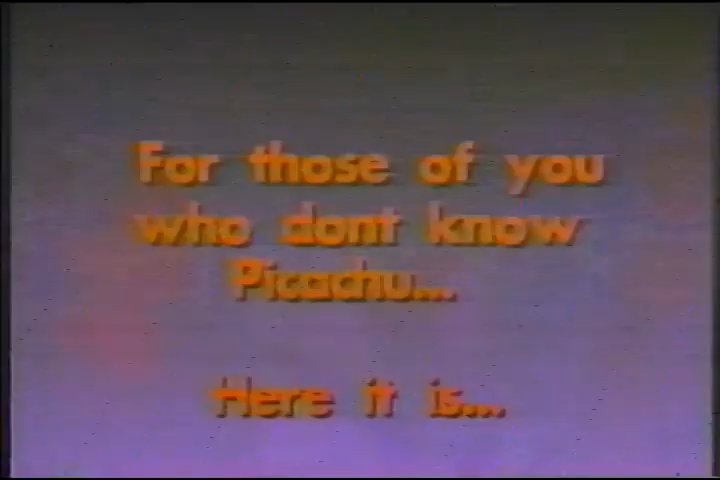 For those of you
who dont know
Picachu....
Here it is....